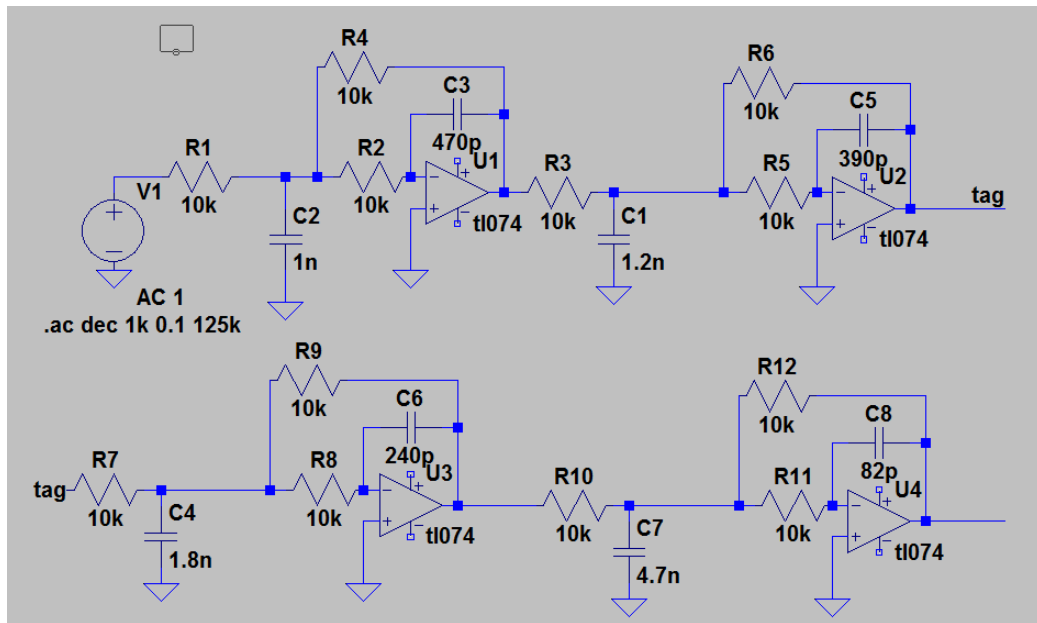 R4
10k
C3
470p
R1
10k
R2
10k
U1
V1
C2
1n
tl074
R3
10k
C1
1.2n
R6
10k
C5
390p
R5
10k
U2
tl074
tag
AC 1
.ac dec 1k 0.1 125k
R9
10k
C6
240p
tag
R7
10k
R8
10k
U3
C4
1.8n
tl074
R10
10k
C7
4.7n
R12
10k
C8
82p
R11
10k
U4
tl074